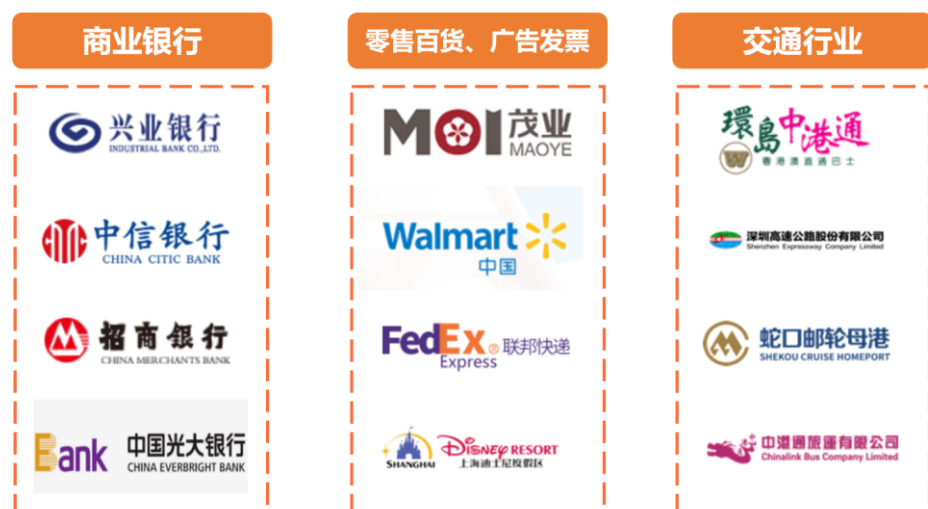 商业银行
兴业银行
INDUSTRIAL BANK CO.,LTD.
中信银行
CHINA CITIC BANK
招商银行
CHINA MERCHANTS BANK
Bank 中国光大银行
CHINA EVERBRIGHT BANK
零售百货、广告发票
MOI 茂业
MAOYE
Walmart
中国
FedEx® 联邦快递
Express
SHANGHAI DISNEY RESORT
上海迪士尼度假区
交通行业
環島中港通
粤港澳直通巴士
深圳高速公路股份有限公司
Shenzhen Expressway Company Limited
蛇口邮轮母港
SHEKOU CRUISE HOMEPORT
中港通旅運有限公司
Chinalink Bus Company Limited